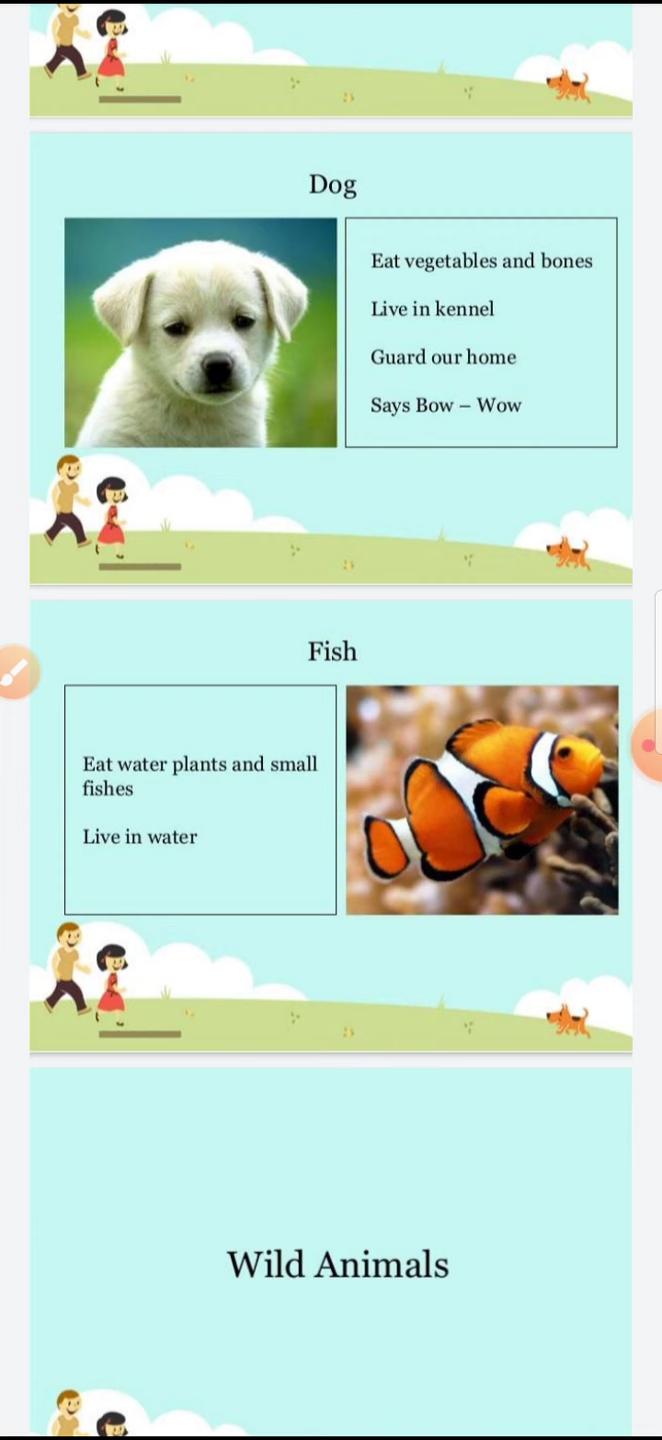 Dog
Eat vegetables and bones
Live in kennel
Guard our home
Says Bow – Wow
Fish
Eat water plants and small
fishes
Live in water
Wild Animals